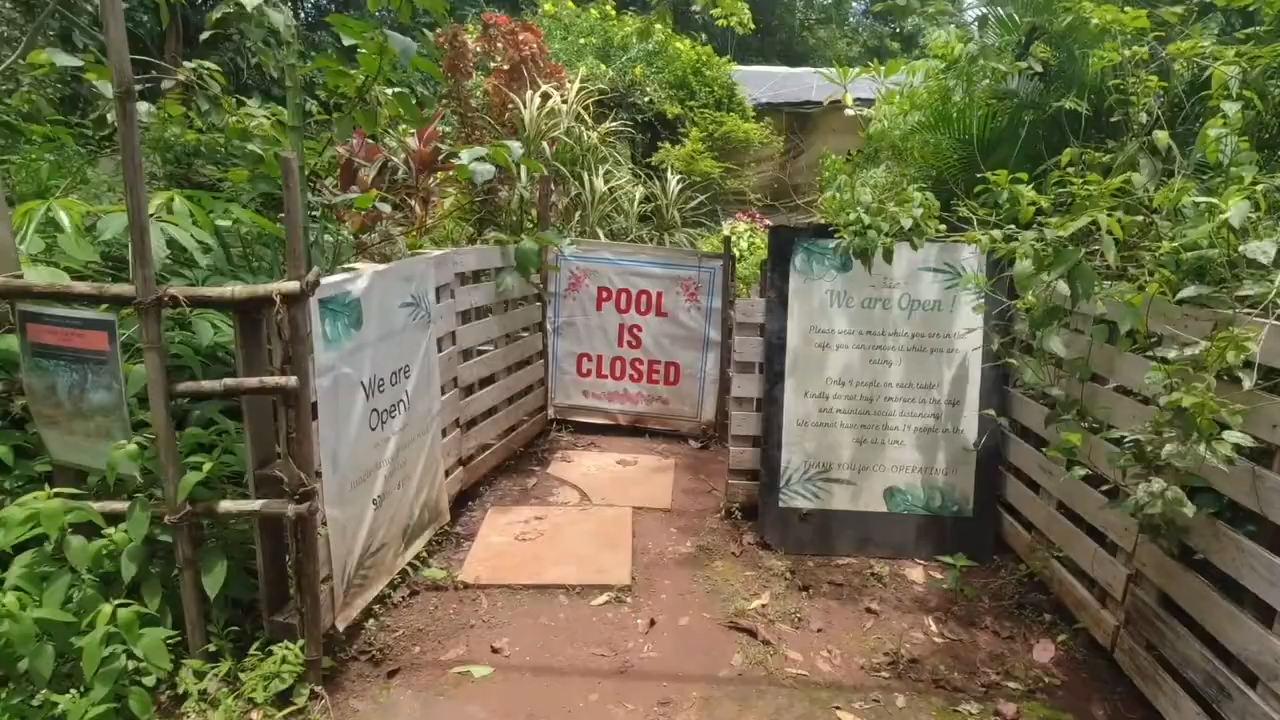 We are
Open!
POOL
IS
CLOSED
We are Open !
Please wear a mask while you are in the
cafe, you can remove it while you are
eating :)
Only 4 people on each table!
Kindly do not hug / embrace in the cafe
and maintain social distancing!
We cannot have more than 19 people in the
cafe at a time.
THANK YOU for CO-OPERATING !!